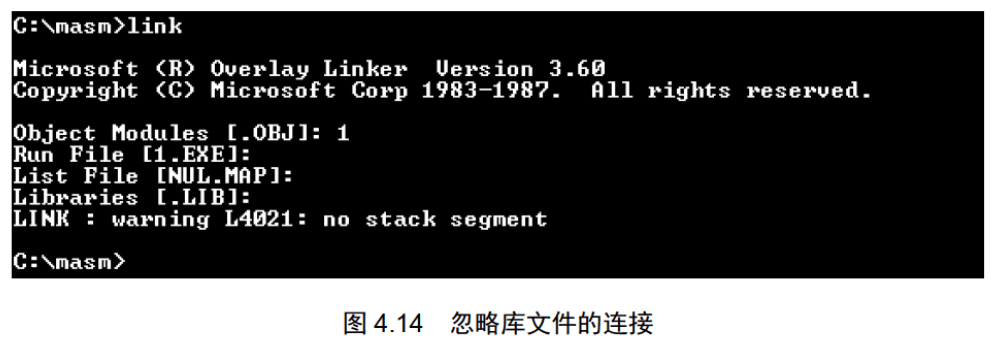 C:\masm>link
Microsoft (R) Overlay Linker  Version 3.60
Copyright (C) Microsoft Corp 1983-1987.  All rights reserved.
Object Modules [.OBJ]: 1
Run File [1.EXE]:
List File [NUL.MAP]:
Libraries [.LIB]:
LINK : warning L4021: no stack segment
C:\masm>
图 4.14　忽略库文件的连接